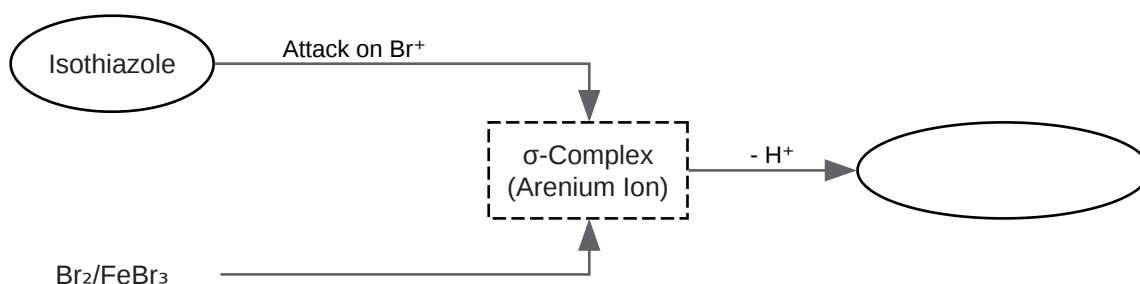 Isothiazole
Attack on Br⁺
σ-Complex
(Arenium Ion)
- H⁺
Br₂/FeBr₃